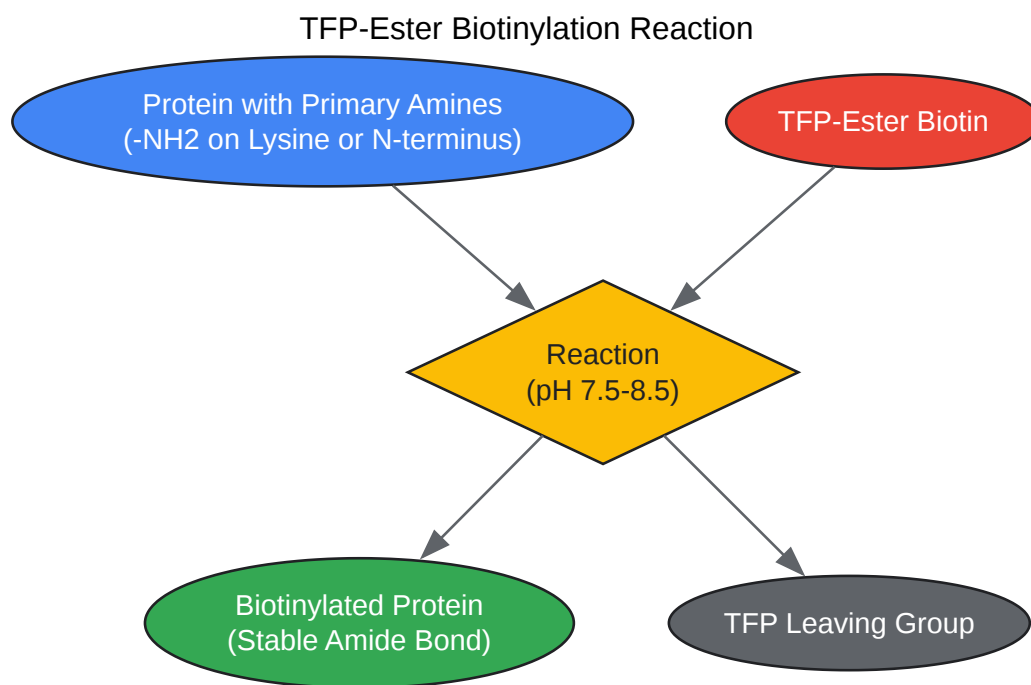 TFP-Ester Biotinylation Reaction
Protein with Primary Amines
(-NH2 on Lysine or N-terminus)
TFP-Ester Biotin
Reaction
(pH 7.5-8.5)
Biotinylated Protein
(Stable Amide Bond)
TFP Leaving Group